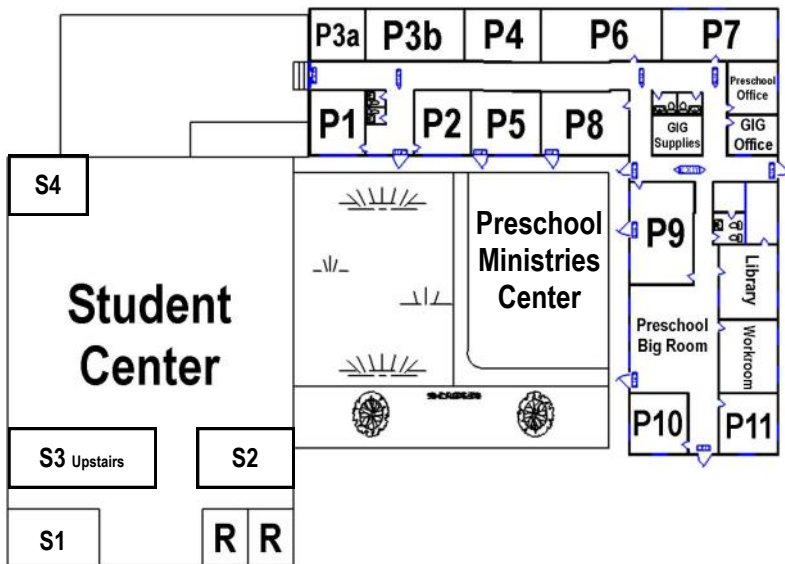 P3a
P3b
P4
P6
P7
Preschool
Office
P1
P2
P5
P8
GIG
Supplies
GIG
Office
S4
P9
Preschool
Ministries
Center
Library
Student
Center
Preschool
Big Room
Workroom
P10
P11
S3 Upstairs
S2
S1
R
R